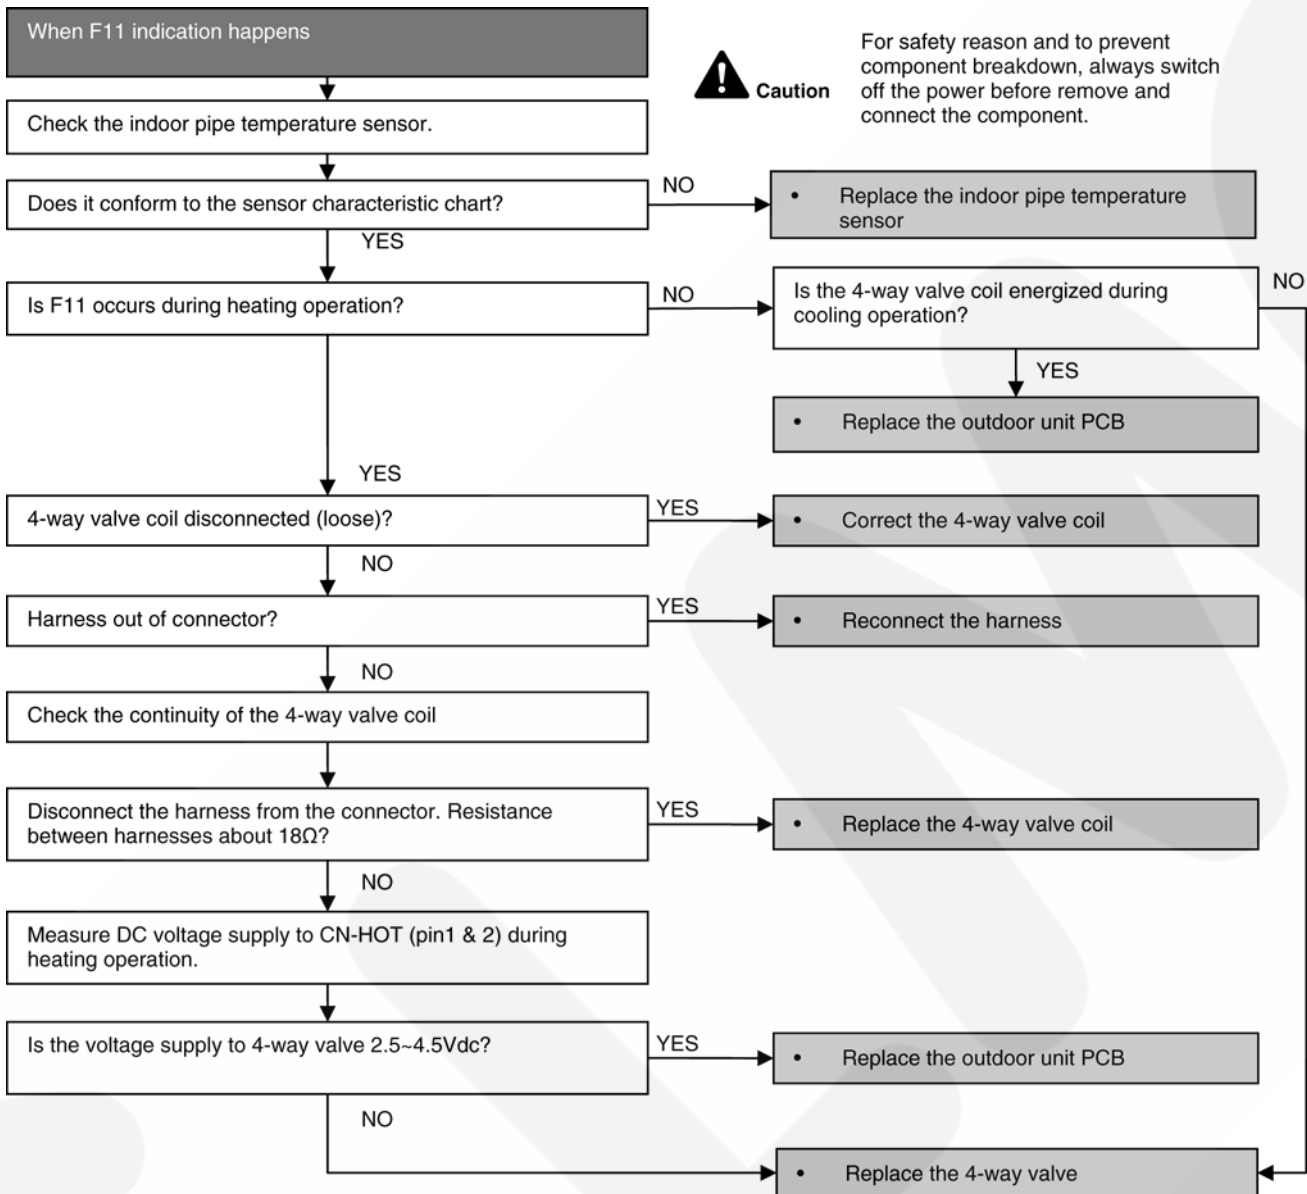 When F11 indication happens
For safety reason and to prevent
component breakdown, always switch
off the power before remove and
connect the component.
Caution
Check the indoor pipe temperature sensor.
Does it conform to the sensor characteristic chart?
NO
• Replace the indoor pipe temperature
sensor
YES
Is F11 occurs during heating operation?
NO
Is the 4-way valve coil energized during
cooling operation?
NO
YES
• Replace the outdoor unit PCB
YES
4-way valve coil disconnected (loose)?
YES
• Correct the 4-way valve coil
NO
Harness out of connector?
YES
• Reconnect the harness
NO
Check the continuity of the 4-way valve coil
Disconnect the harness from the connector. Resistance
between harnesses about 18Ω?
YES
• Replace the 4-way valve coil
NO
Measure DC voltage supply to CN-HOT (pin1 & 2) during
heating operation.
Is the voltage supply to 4-way valve 2.5~4.5Vdc?
YES
• Replace the outdoor unit PCB
NO
• Replace the 4-way valve